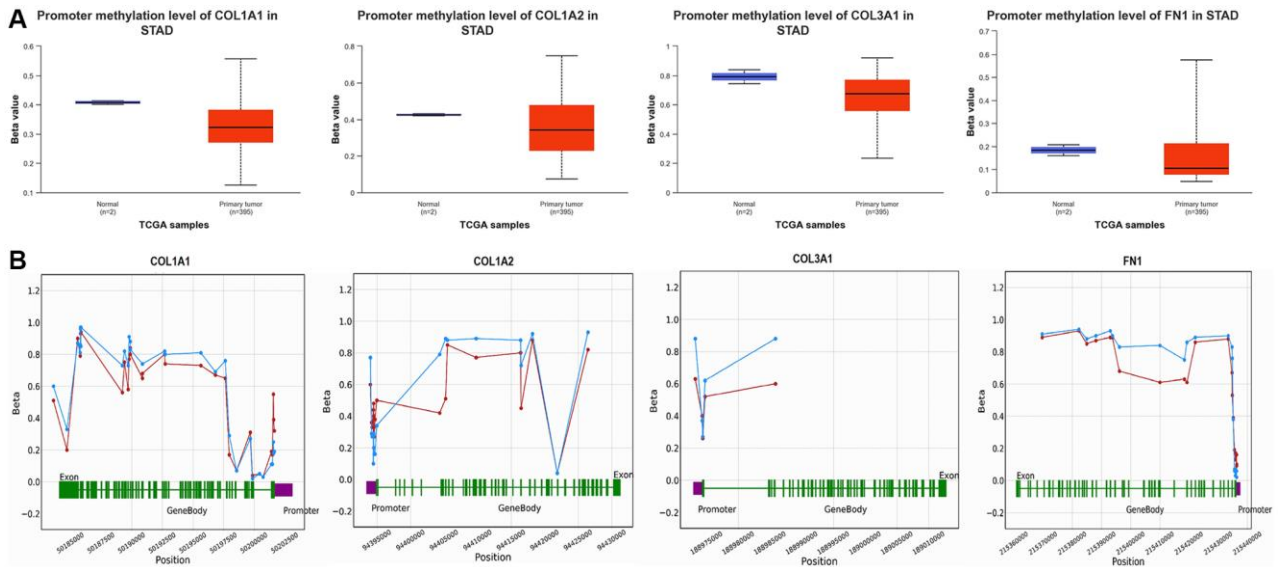 A
Promoter methylation level of COL1A1 in
STAD
Beta value
0.6
0.5
0.4
0.3
0.2
0.1
Normal
(n=2)
Primary tumor
(n=395)
TCGA samples
Promoter methylation level of COL1A2 in
STAD
Beta value
0.8
0.6
0.4
0.2
0
Normal
(n=2)
Primary tumor
(n=395)
TCGA samples
Promoter methylation level of COL3A1 in
STAD
Beta value
1
0.8
0.6
0.4
0.2
0
Normal
(n=2)
Primary tumor
(n=395)
TCGA samples
Promoter methylation level of FN1 in STAD
Beta value
0.7
0.6
0.5
0.4
0.3
0.2
0.1
0
Normal
(n=2)
Primary tumor
(n=395)
TCGA samples
B
COL1A1
Beta
1.2
1.0
0.8
0.6
0.4
0.2
0.0
−0.2
Exon
GeneBody
Promoter
50185000
50187500
50190000
50192500
50195000
50197500
50200000
50202500
Position
COL1A2
Beta
1.2
1.0
0.8
0.6
0.4
0.2
0.0
−0.2
Exon
Promoter
GeneBody
94395000
94400000
94405000
94410000
94415000
94420000
94425000
94430000
Position
COL3A1
Beta
1.2
1.0
0.8
0.6
0.4
0.2
0.0
−0.2
Exon
Promoter
GeneBody
188975000
188980000
188985000
188990000
188995000
189000000
189005000
189010000
Position
FN1
Beta
1.2
1.0
0.8
0.6
0.4
0.2
0.0
−0.2
Exon
GeneBody
Promoter
215360000
215370000
215380000
215390000
215400000
215410000
215420000
215430000
215440000
Position